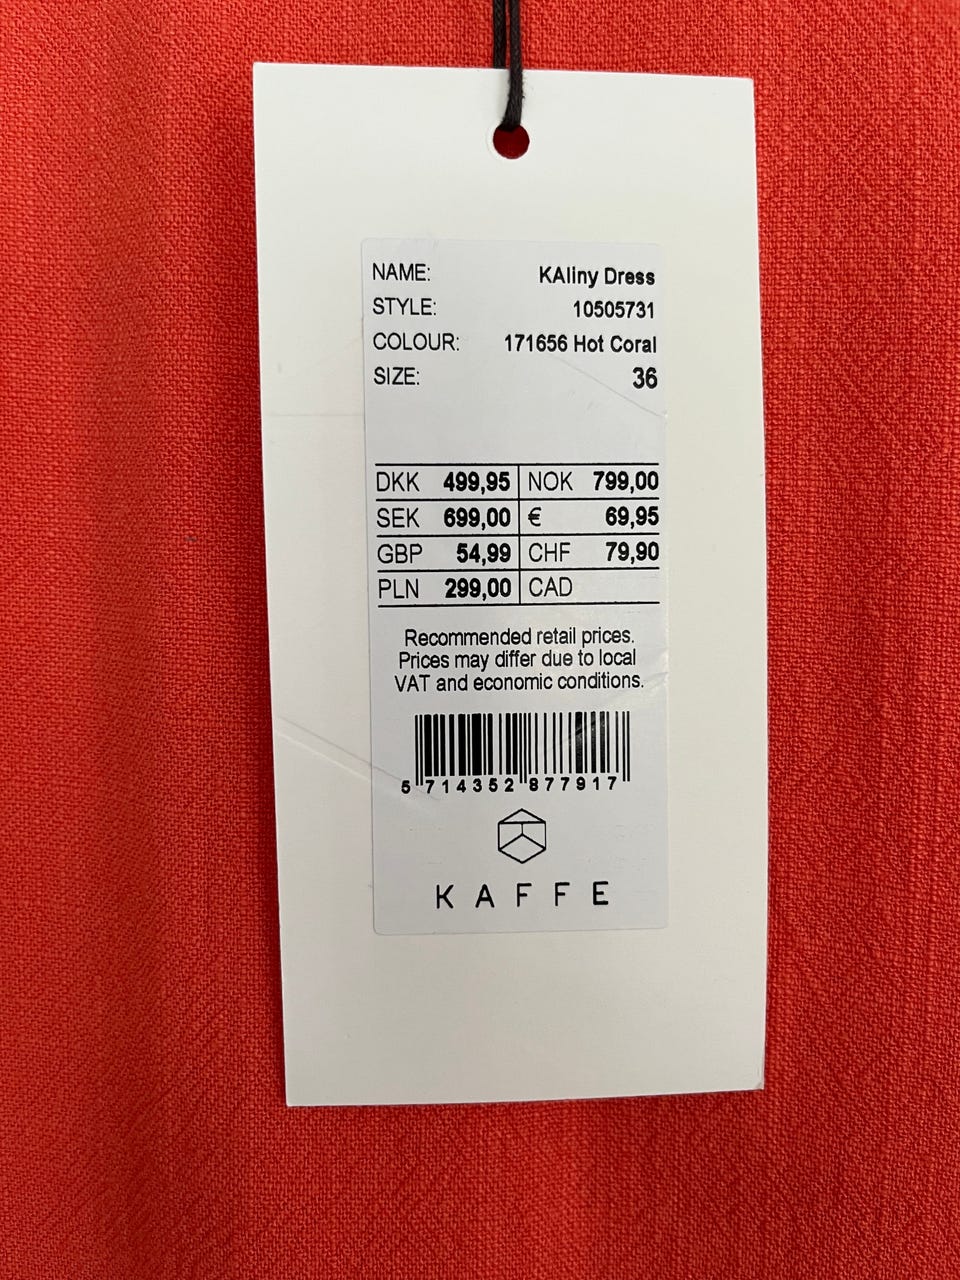 NAME: KAliny Dress
STYLE: 10505731
COLOUR: 171656 Hot Coral
SIZE: 36
DKK 499,95 NOK 799,00
SEK 699,00 € 69,95
GBP 54,99 CHF 79,90
PLN 299,00 CAD
Recommended retail prices.
Prices may differ due to local
VAT and economic conditions.
5 714352 877917
KAFFE